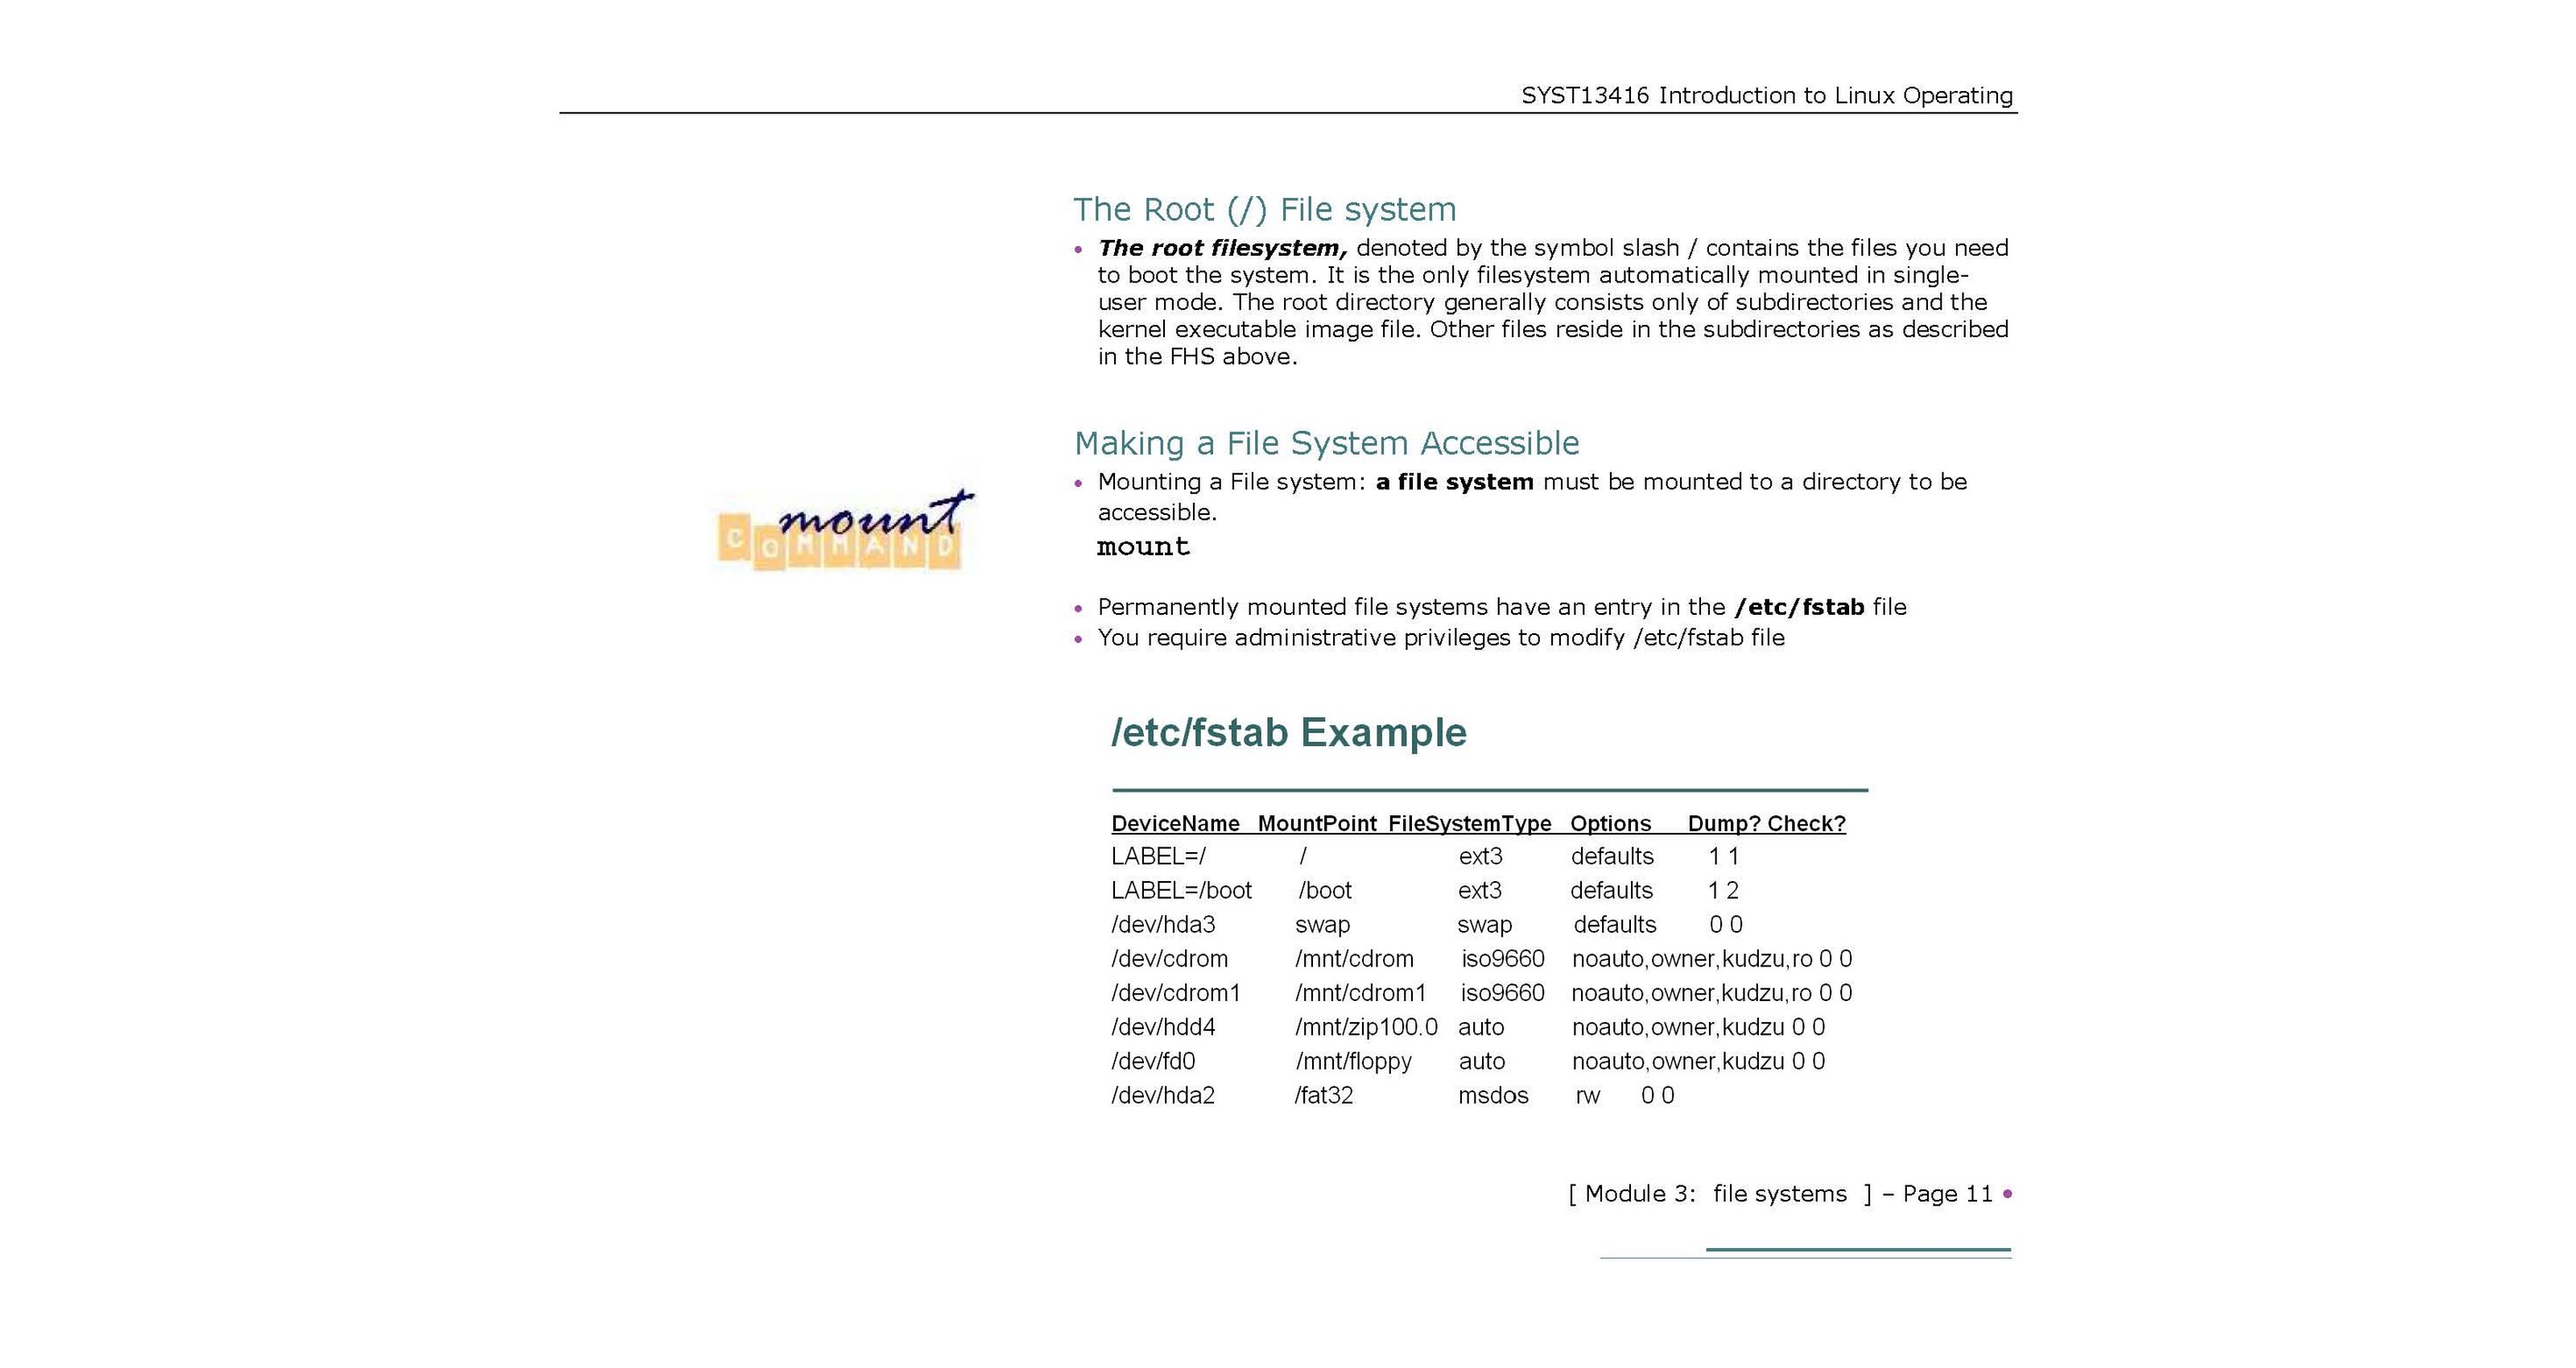 SYST13416 Introduction to Linux Operating
The Root (/) File system
• The root filesystem, denoted by the symbol slash / contains the files you need
to boot the system. It is the only filesystem automatically mounted in single-
user mode. The root directory generally consists only of subdirectories and the
kernel executable image file. Other files reside in the subdirectories as described
in the FHS above.
Making a File System Accessible
• Mounting a File system: a file system must be mounted to a directory to be
accessible.
mount
mount
COMMAND
• Permanently mounted file systems have an entry in the /etc/fstab file
• You require administrative privileges to modify /etc/fstab file
/etc/fstab Example
DeviceName MountPoint FileSystemType Options Dump? Check?
LABEL=/ / ext3 defaults 1 1
LABEL=/boot /boot ext3 defaults 1 2
/dev/hda3 swap swap defaults 0 0
/dev/cdrom /mnt/cdrom iso9660 noauto,owner,kudzu,ro 0 0
/dev/cdrom1 /mnt/cdrom1 iso9660 noauto,owner,kudzu,ro 0 0
/dev/hdd4 /mnt/zip100.0 auto noauto,owner,kudzu 0 0
/dev/fd0 /mnt/floppy auto noauto,owner,kudzu 0 0
/dev/hda2 /fat32 msdos rw 0 0
[ Module 3: file systems ] – Page 11 •